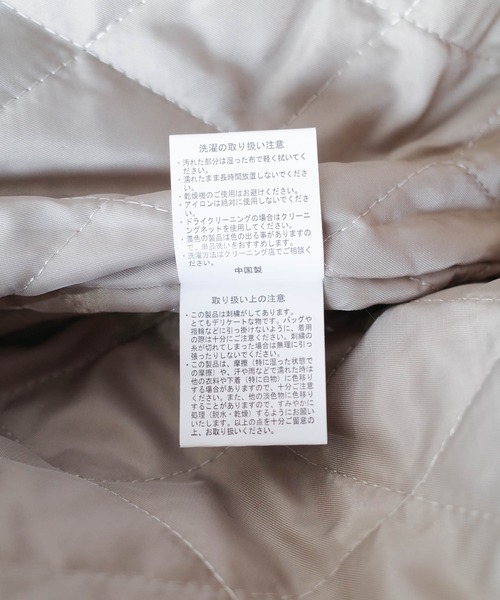 洗濯の取り扱い注意
・汚れた部分は湿った布で軽く拭いてく
ださい。
・濡れたまま長時間放置しないでくださ
い。
・乾燥機のご使用はお避けください。
・アイロンは絶対に使用しないでくださ
い。
・ドライクリーニングの場合はクリーニ
ングネットを使用してください。
・濃色の製品は色の出る事がありますの
で、単品洗いをおすすめします。
・洗濯方法はクリーニング店でご相談く
ださい。
中国製
取り扱い上の注意
・この製品は刺繍がしてあります。
とてもデリケートな物です。バッグや
指輪などに引っ掛けないように、着用
の際は十分にご注意ください。刺繍の
糸が切れてしまった場合は無理に引っ
張ったりしないでください。
・この製品は、摩擦（特に湿った状態で
の摩擦）や、汗や雨などで濡れた時は
他の衣料や下着（特に白物）に色移り
する場合がありますので、十分ご注意
ください。また、他の淡色物に色移り
することがありますので、すみやかに
処理（脱水・乾燥）するようにお願い
いたします。以上の点を十分ご留意の
上、お取り扱いください。